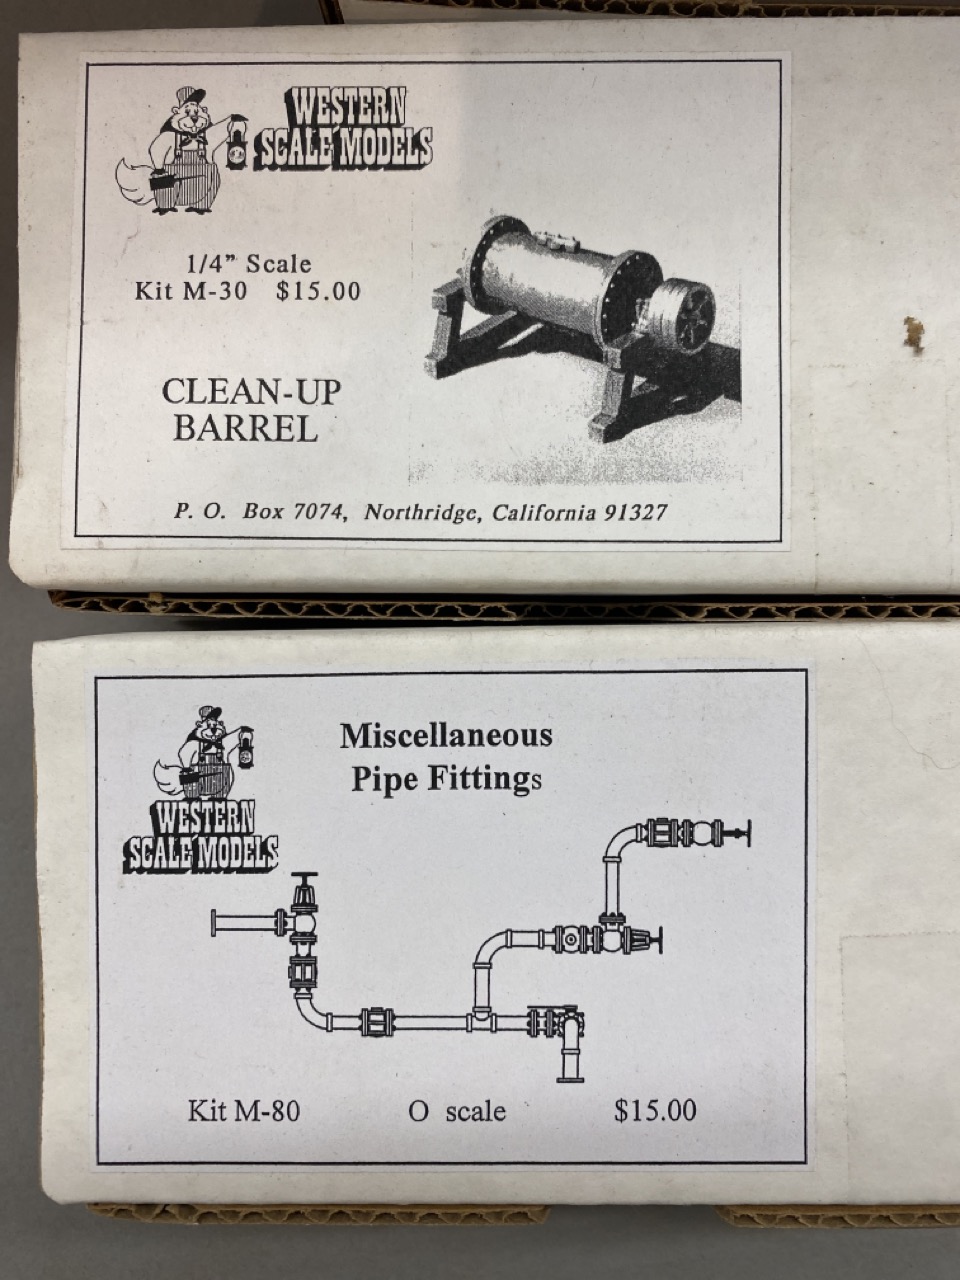 WESTERN
SCALE MODELS
1/4" Scale
Kit M-30 $15.00
CLEAN-UP
BARREL
P. O. Box 7074, Northridge, California 91327
Miscellaneous
Pipe Fittings
WESTERN
SCALE MODELS
Kit M-80 O scale $15.00